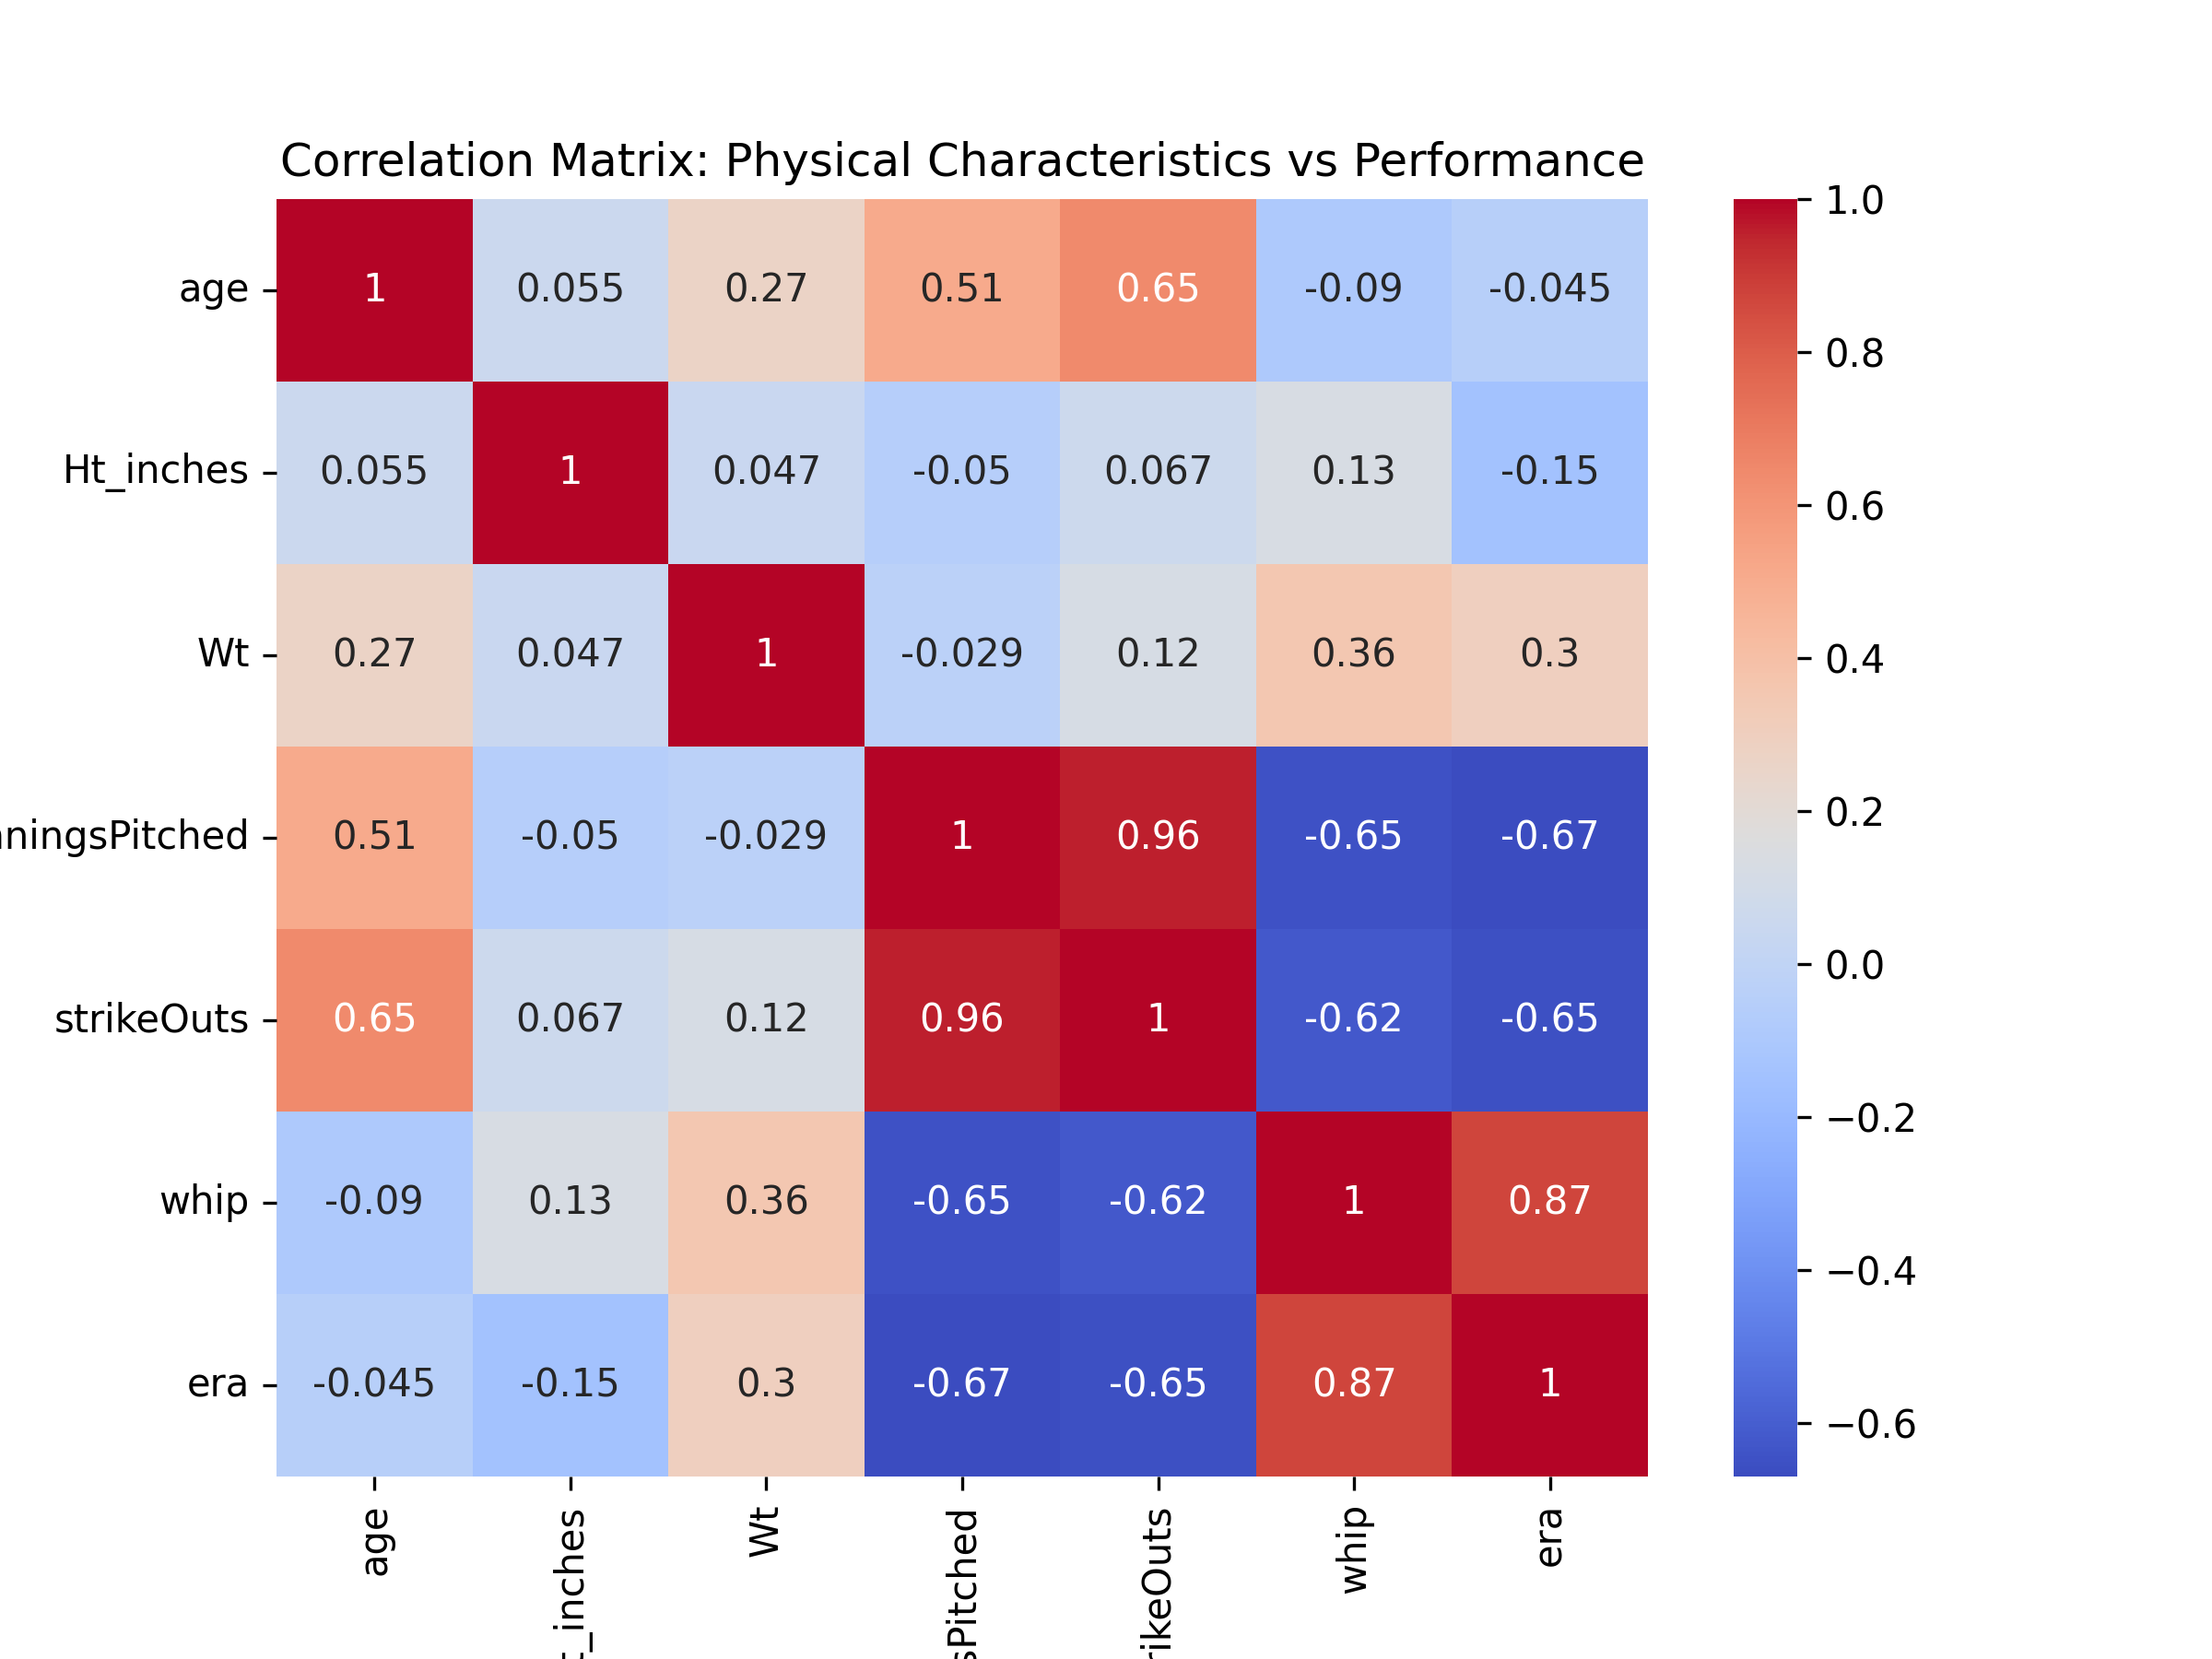 Correlation Matrix: Physical Characteristics vs Performance
age 1 0.055 0.27 0.51 0.65 -0.09 -0.045
Ht_inches 0.055 1 0.047 -0.05 0.067 0.13 -0.15
Wt 0.27 0.047 1 -0.029 0.12 0.36 0.3
nningsPitched 0.51 -0.05 -0.029 1 0.96 -0.65 -0.67
strikeOuts 0.65 0.067 0.12 0.96 1 -0.62 -0.65
whip -0.09 0.13 0.36 -0.65 -0.62 1 0.87
era -0.045 -0.15 0.3 -0.67 -0.65 0.87 1
age
t_inches
Wt
sPitched
rikeOuts
whip
era
1.0
0.8
0.6
0.4
0.2
0.0
−0.2
−0.4
−0.6